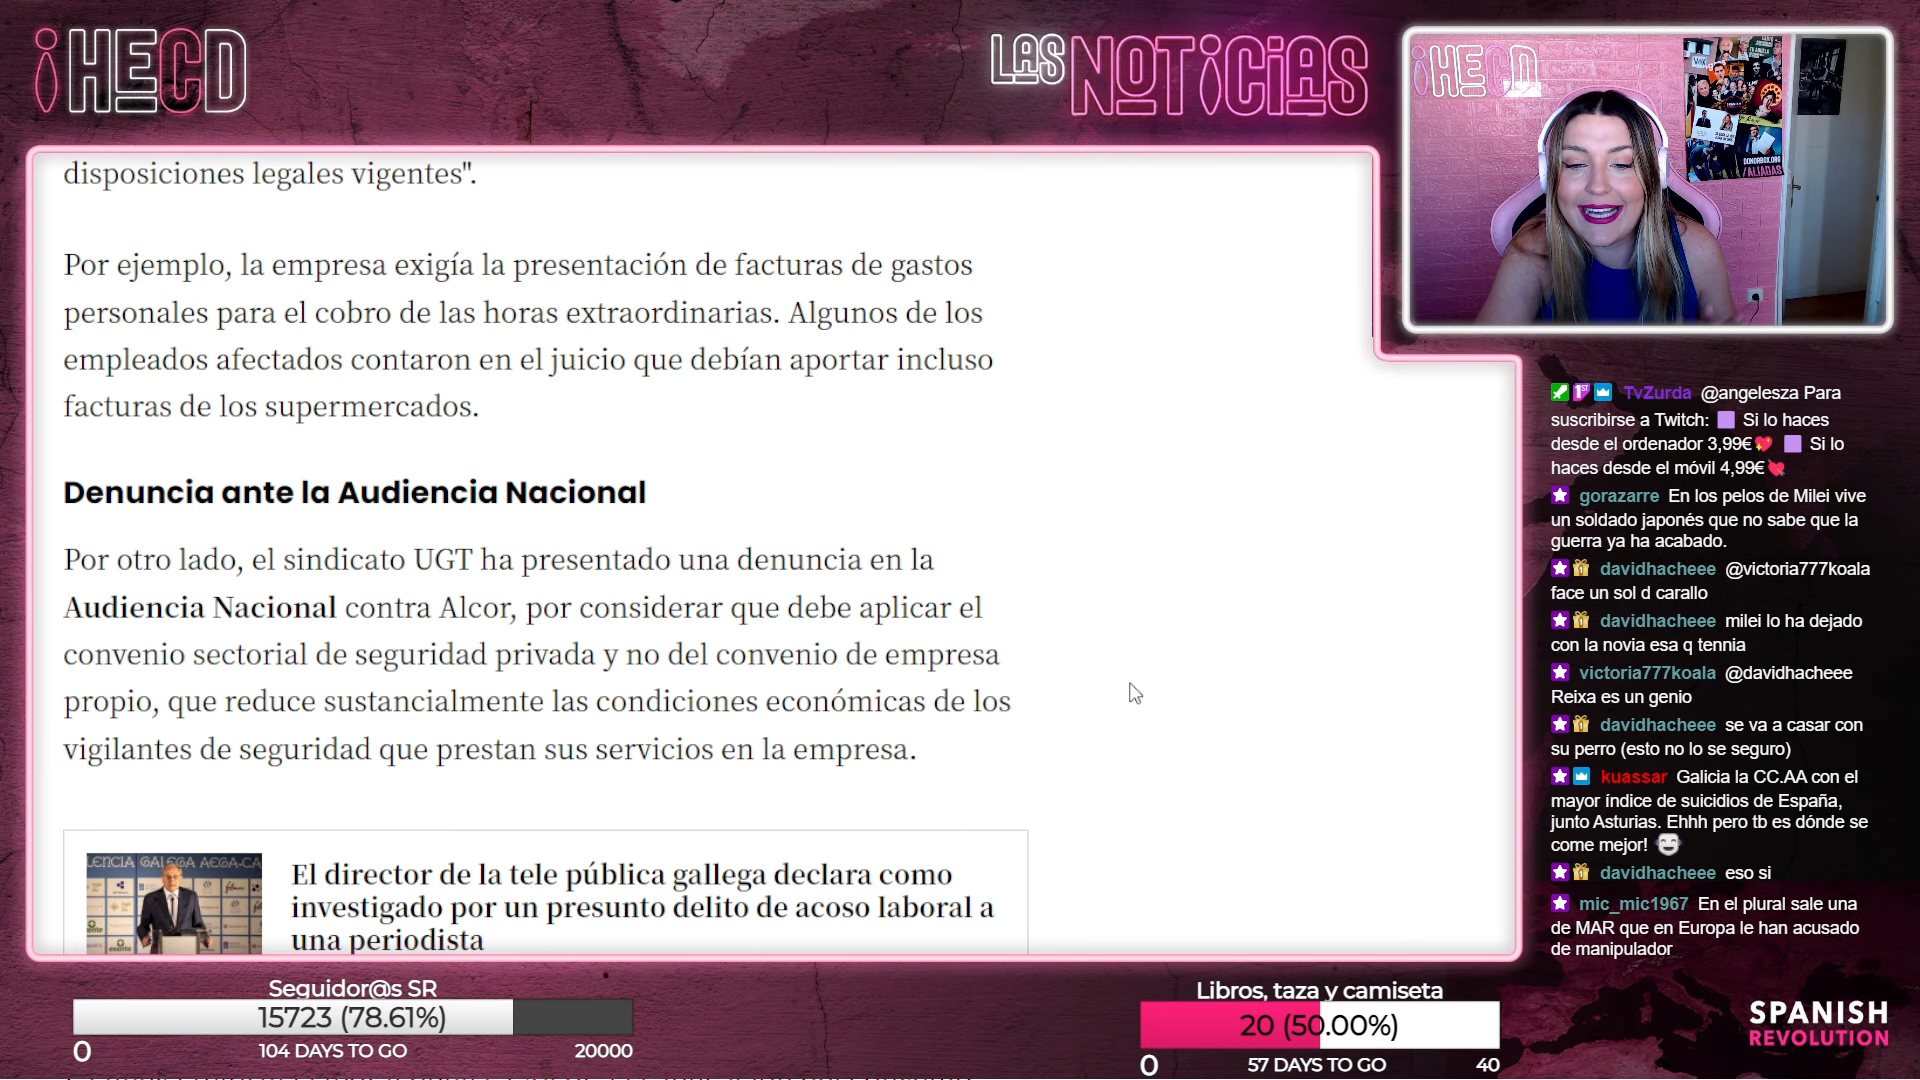 ¡HECD
LAS NOTICIAS
¡HECD
DONORBOX.ORG
/ALIADAS
disposiciones legales vigentes".
Por ejemplo, la empresa exigía la presentación de facturas de gastos
personales para el cobro de las horas extraordinarias. Algunos de los
empleados afectados contaron en el juicio que debían aportar incluso
facturas de los supermercados.
Denuncia ante la Audiencia Nacional
Por otro lado, el sindicato UGT ha presentado una denuncia en la
Audiencia Nacional contra Alcor, por considerar que debe aplicar el
convenio sectorial de seguridad privada y no del convenio de empresa
propio, que reduce sustancialmente las condiciones económicas de los
vigilantes de seguridad que prestan sus servicios en la empresa.
El director de la tele pública gallega declara como
investigado por un presunto delito de acoso laboral a
una periodista
TvZurda @angelesza Para
suscribirse a Twitch: 🟪 Si lo haces
desde el ordenador 3,99€💖 🟪 Si lo
haces desde el móvil 4,99€💘
gorazarre En los pelos de Milei vive
un soldado japonés que no sabe que la
guerra ya ha acabado.
davidhacheee @victoria777koala
face un sol d carallo
davidhacheee milei lo ha dejado
con la novia esa q tennia
victoria777koala @davidhacheee
Reixa es un genio
davidhacheee se va a casar con
su perro (esto no lo se seguro)
kuassar Galicia la CC.AA con el
mayor índice de suicidios de España,
junto Asturias. Ehhh pero tb es dónde se
come mejor!
davidhacheee eso si
mic_mic1967 En el plural sale una
de MAR que en Europa le han acusado
de manipulador
Seguidor@s SR
15723 (78.61%)
0 104 DAYS TO GO 20000
Libros, taza y camiseta
20 (50.00%)
0 57 DAYS TO GO 40
SPANISH
REVOLUTION